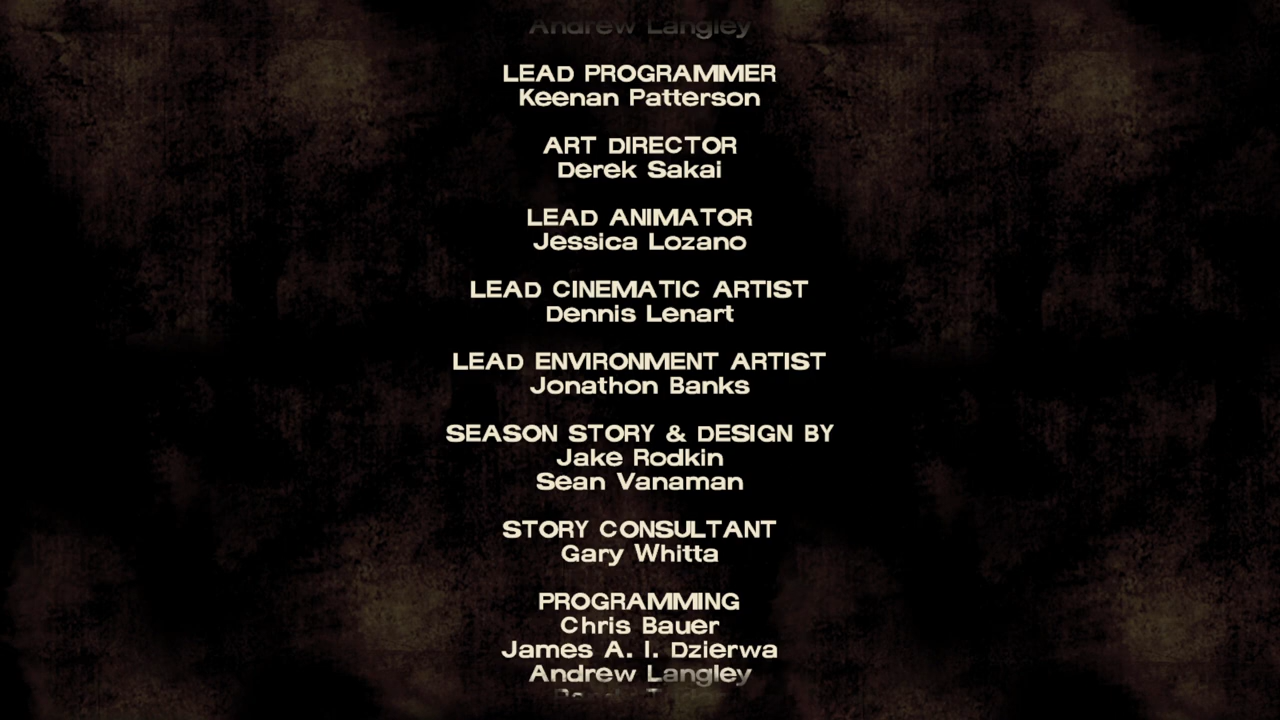 Andrew Langley
LEAD PROGRAMMER
Keenan Patterson
ART DIRECTOR
Derek Sakai
LEAD ANIMATOR
Jessica Lozano
LEAD CINEMATIC ARTIST
Dennis Lenart
LEAD ENVIRONMENT ARTIST
Jonathon Banks
SEASON STORY & DESIGN BY
Jake Rodkin
Sean Vanaman
STORY CONSULTANT
Gary Whitta
PROGRAMMING
Chris Bauer
James A. I. Dzierwa
Andrew Langley